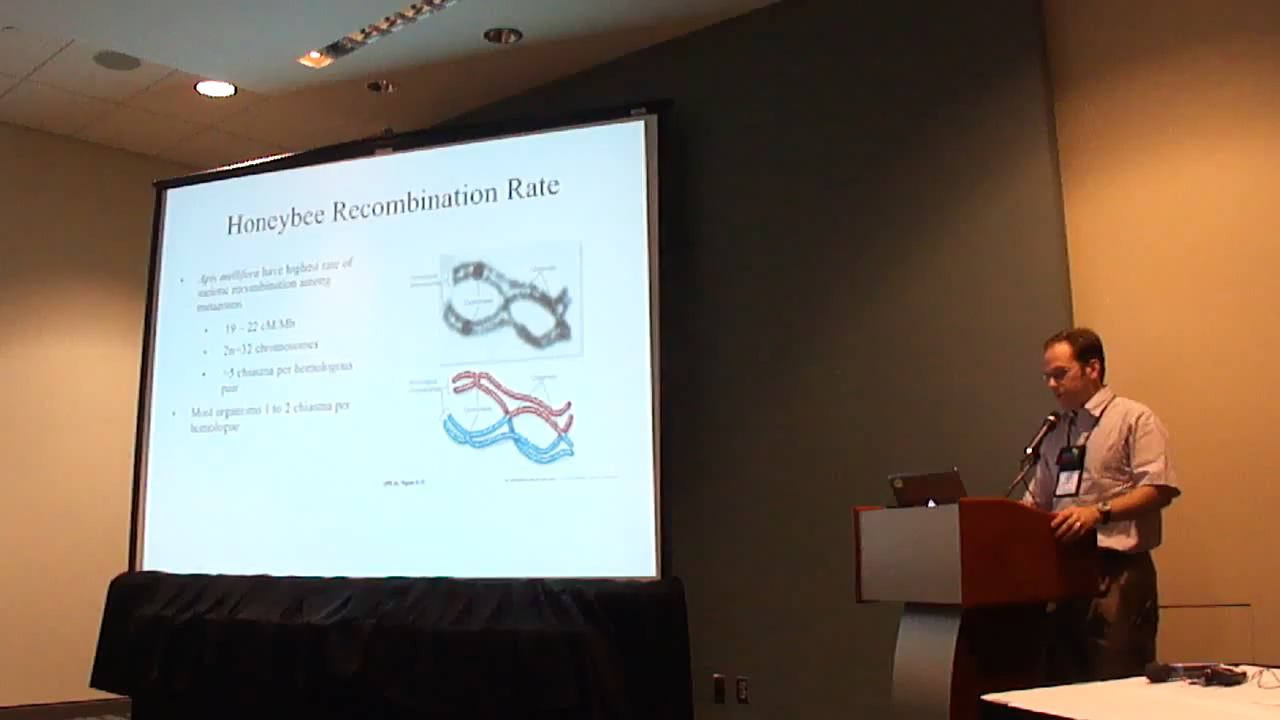 Honeybee Recombination Rate
• Apis mellifera have highest rate of
meiotic recombination among
metazoans
• 19 – 22 cM/Mb
• 2n=32 chromosomes
• >5 chiasma per homologous
pair
• Most organisms 1 to 2 chiasma per
homologue